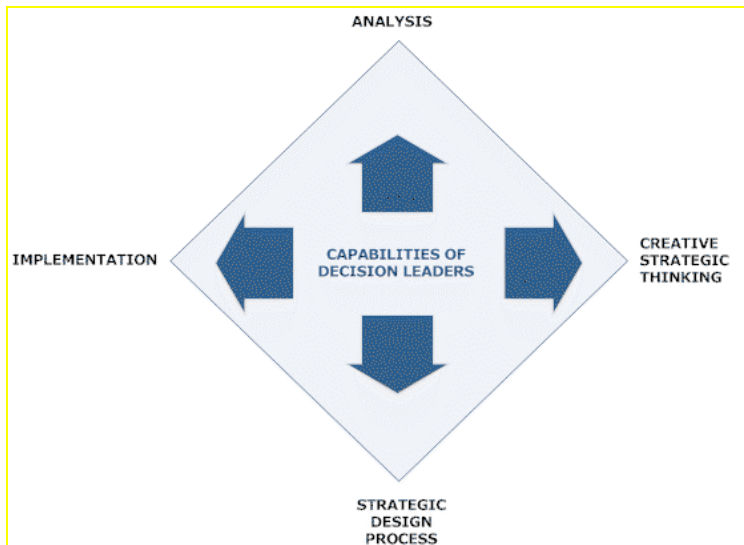 ANALYSIS
IMPLEMENTATION
CAPABILITIES OF
DECISION LEADERS
CREATIVE
STRATEGIC
THINKING
STRATEGIC
DESIGN
PROCESS